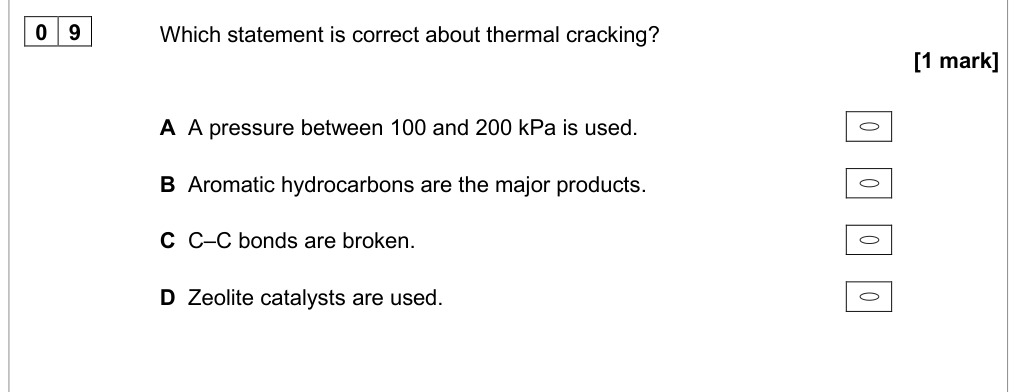 0 9 Which statement is correct about thermal cracking?
[1 mark]
A A pressure between 100 and 200 kPa is used.
B Aromatic hydrocarbons are the major products.
C C–C bonds are broken.
D Zeolite catalysts are used.